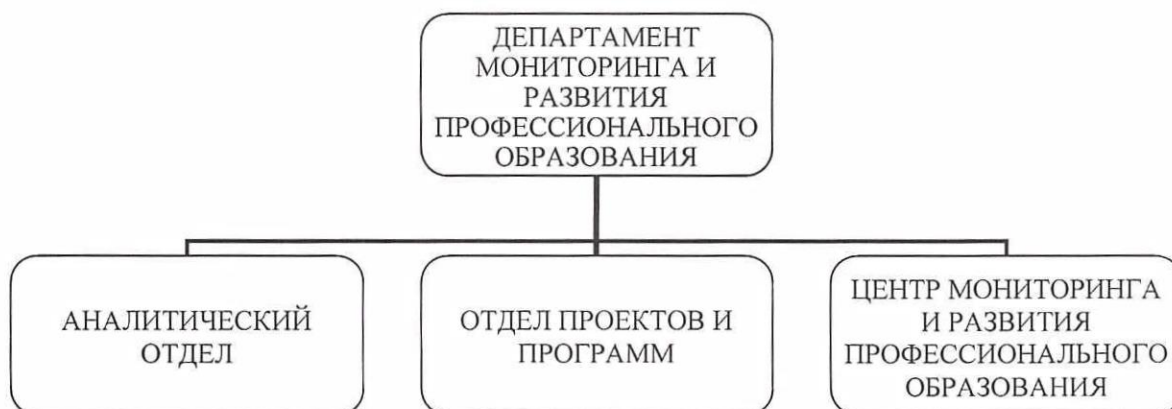 ДЕПАРТАМЕНТ
МОНИТОРИНГА И
РАЗВИТИЯ
ПРОФЕССИОНАЛЬНОГО
ОБРАЗОВАНИЯ
АНАЛИТИЧЕСКИЙ
ОТДЕЛ
ОТДЕЛ ПРОЕКТОВ И
ПРОГРАММ
ЦЕНТР МОНИТОРИНГА
И РАЗВИТИЯ
ПРОФЕССИОНАЛЬНОГО
ОБРАЗОВАНИЯ